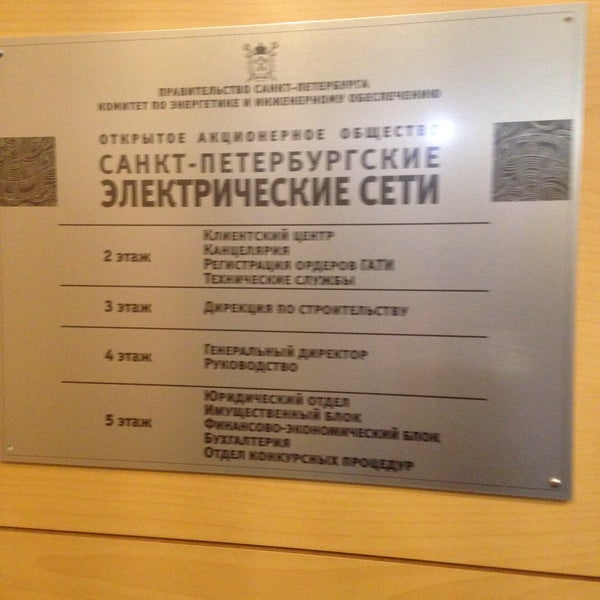 ПРАВИТЕЛЬСТВО САНКТ-ПЕТЕРБУРГА
КОМИТЕТ ПО ЭНЕРГЕТИКЕ И ИНЖЕНЕРНОМУ ОБЕСПЕЧЕНИЮ
ОТКРЫТОЕ АКЦИОНЕРНОЕ ОБЩЕСТВО
САНКТ-ПЕТЕРБУРГСКИЕ
ЭЛЕКТРИЧЕСКИЕ СЕТИ
2 этаж
Клиентский центр
Канцелярия
Регистрация ордеров ГАТИ
Технические службы
3 этаж
Дирекция по строительству
4 этаж
Генеральный директор
Руководство
5 этаж
Юридический отдел
Имущественный блок
Финансово-экономический блок
Бухгалтерия
Отдел конкурсных процедур